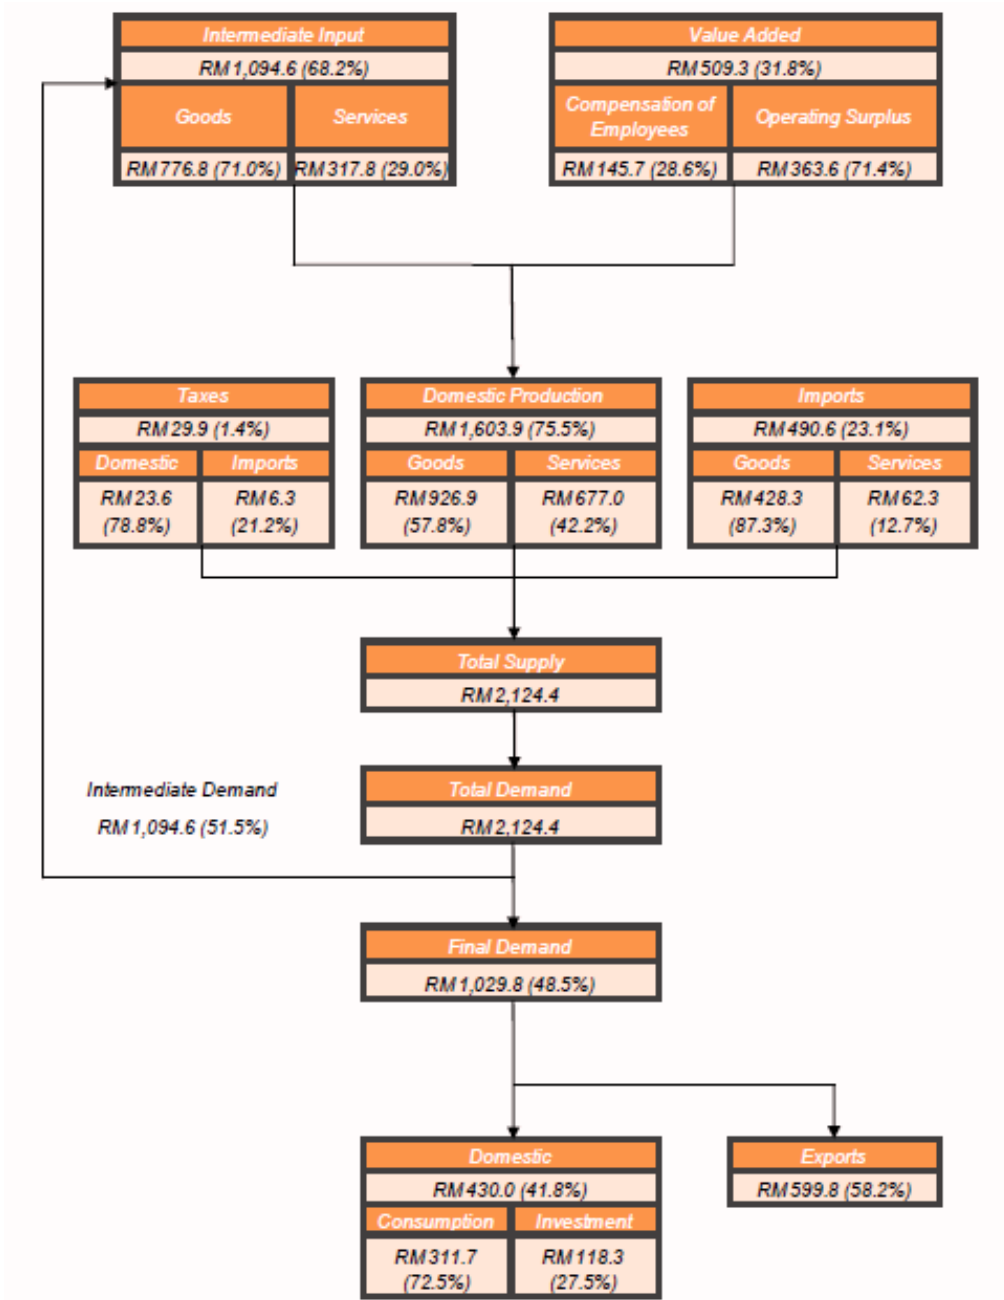 Intermediate Input
RM1,094.6 (68.2%)
Goods
Services
RM776.8 (71.0%)
RM317.8 (29.0%)
Value Added
RM509.3 (31.8%)
Compensation of
Employees
Operating Surplus
RM145.7 (28.6%)
RM363.6 (71.4%)
Taxes
RM29.9 (1.4%)
Domestic
Imports
RM23.6
(78.8%)
RM6.3
(21.2%)
Domestic Production
RM1,603.9 (75.5%)
Goods
Services
RM926.9
(57.8%)
RM677.0
(42.2%)
Imports
RM490.6 (23.1%)
Goods
Services
RM428.3
(87.3%)
RM62.3
(12.7%)
Total Supply
RM2,124.4
Intermediate Demand
RM1,094.6 (51.5%)
Total Demand
RM2,124.4
Final Demand
RM1,029.8 (48.5%)
Domestic
RM430.0 (41.8%)
Consumption
Investment
RM311.7
(72.5%)
RM118.3
(27.5%)
Exports
RM599.8 (58.2%)